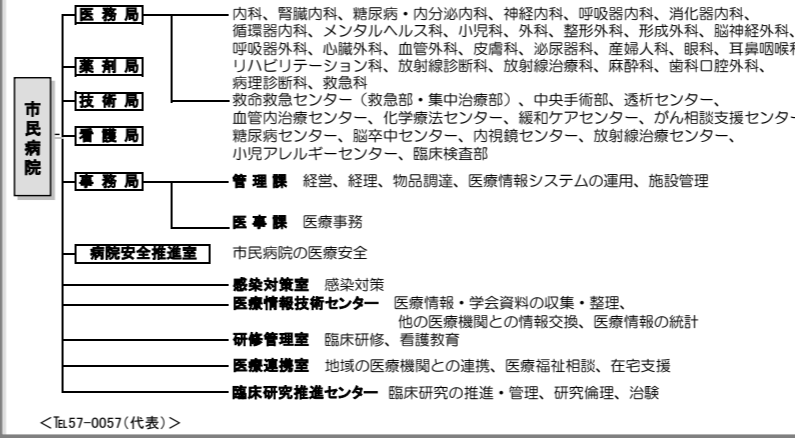 市民病院
医務局
内科、腎臓内科、糖尿病・内分泌内科、神経内科、呼吸器内科、消化器内科、
循環器内科、メンタルヘルス科、小児科、外科、整形外科、形成外科、脳神経外科、
呼吸器外科、心臓外科、血管外科、皮膚科、泌尿器科、産婦人科、眼科、耳鼻咽喉科
リハビリテーション科、放射線診断科、放射線治療科、麻酔科、歯科口腔外科、
病理診断科、救急科
救命救急センター（救急部・集中治療部）、中央手術部、透析センター、
血管内治療センター、化学療法センター、緩和ケアセンター、がん相談支援センター
糖尿病センター、脳卒中センター、内視鏡センター、放射線治療センター、
小児アレルギーセンター、臨床検査部
薬剤局
技術局
看護局
事務局
管理課 経営、経理、物品調達、医療情報システムの運用、施設管理
医事課 医療事務
病院安全推進室 市民病院の医療安全
感染対策室 感染対策
医療情報技術センター 医療情報・学会資料の収集・整理、
他の医療機関との情報交換、医療情報の統計
研修管理室 臨床研修、看護教育
医療連携室 地域の医療機関との連携、医療福祉相談、在宅支援
臨床研究推進センター 臨床研究の推進・管理、研究倫理、治験
＜℡57-0057(代表)＞